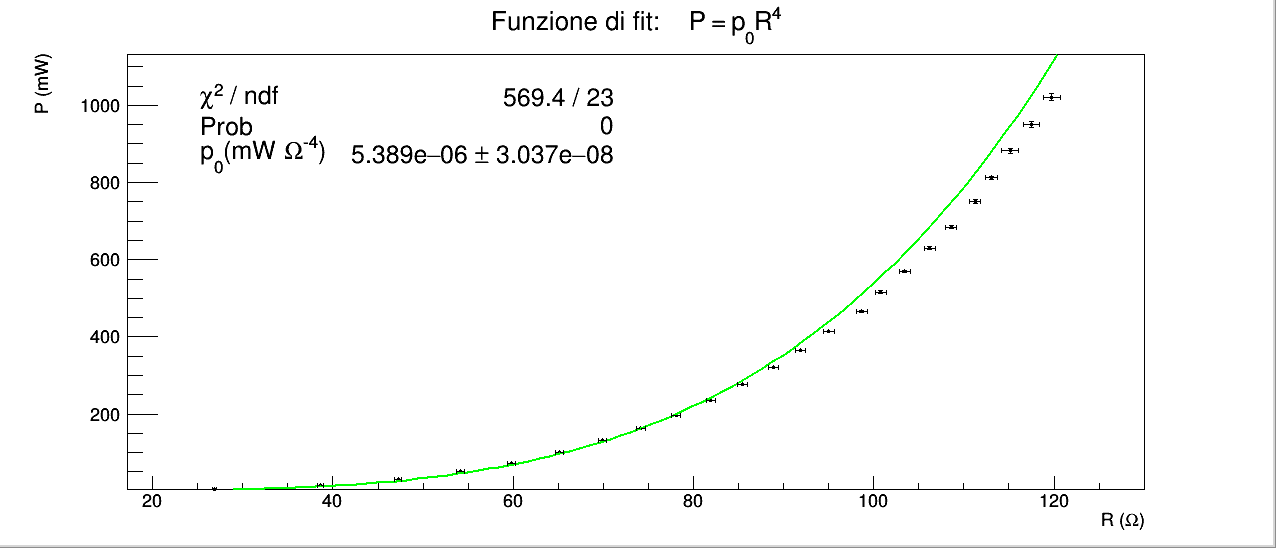 Funzione di fit: P = p₀R⁴
P (mW)
χ² / ndf 569.4 / 23
Prob 0
p₀(mW Ω⁻⁴) 5.389e−06 ± 3.037e−08
1000
800
600
400
200
20 40 60 80 100 120
R (Ω)